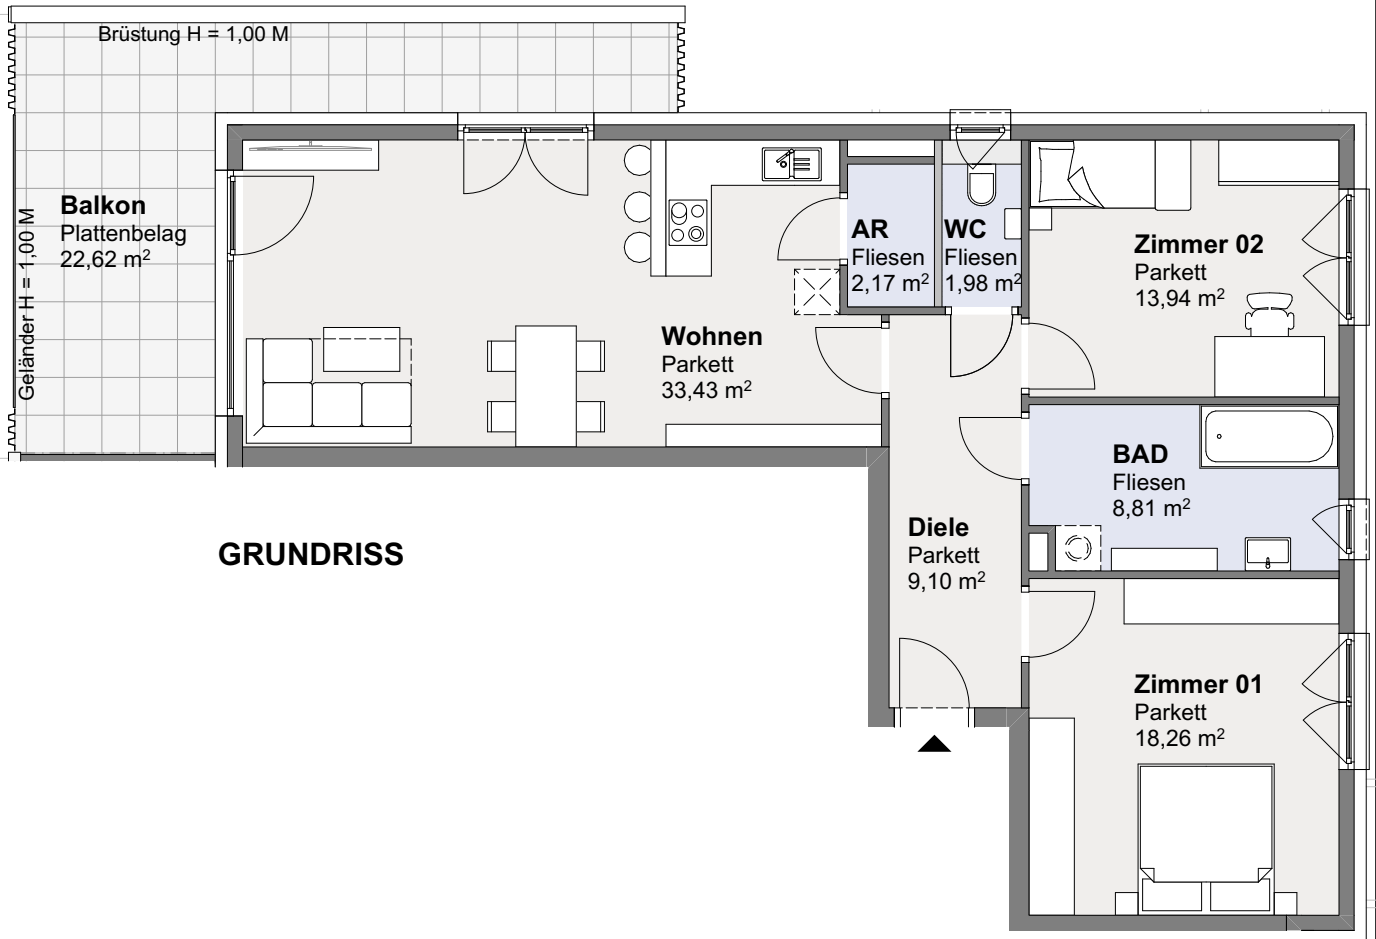 Brüstung H = 1,00 M
Geländer H = 1,00 M
Balkon
Plattenbelag
22,62 m²
AR
Fliesen
2,17 m²
WC
Fliesen
1,98 m²
Zimmer 02
Parkett
13,94 m²
Wohnen
Parkett
33,43 m²
BAD
Fliesen
8,81 m²
Diele
Parkett
9,10 m²
GRUNDRISS
Zimmer 01
Parkett
18,26 m²